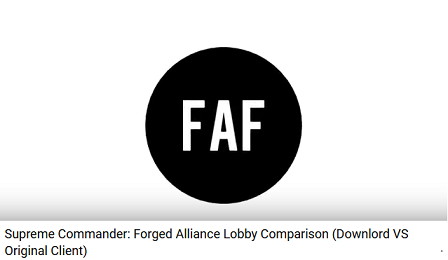 FAF
Supreme Commander: Forged Alliance Lobby Comparison (Downlord VS
Original Client)